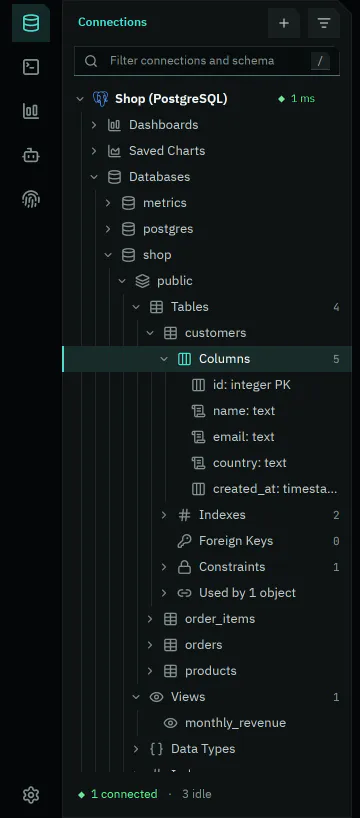 Connections
Filter connections and schema /
Shop (PostgreSQL) 1 ms
Dashboards
Saved Charts
Databases
metrics
postgres
shop
public
Tables 4
customers
Columns 5
id: integer PK
name: text
email: text
country: text
created_at: timesta...
Indexes 2
Foreign Keys 0
Constraints 1
Used by 1 object
order_items
orders
products
Views 1
monthly_revenue
{} Data Types
1 connected · 3 idle